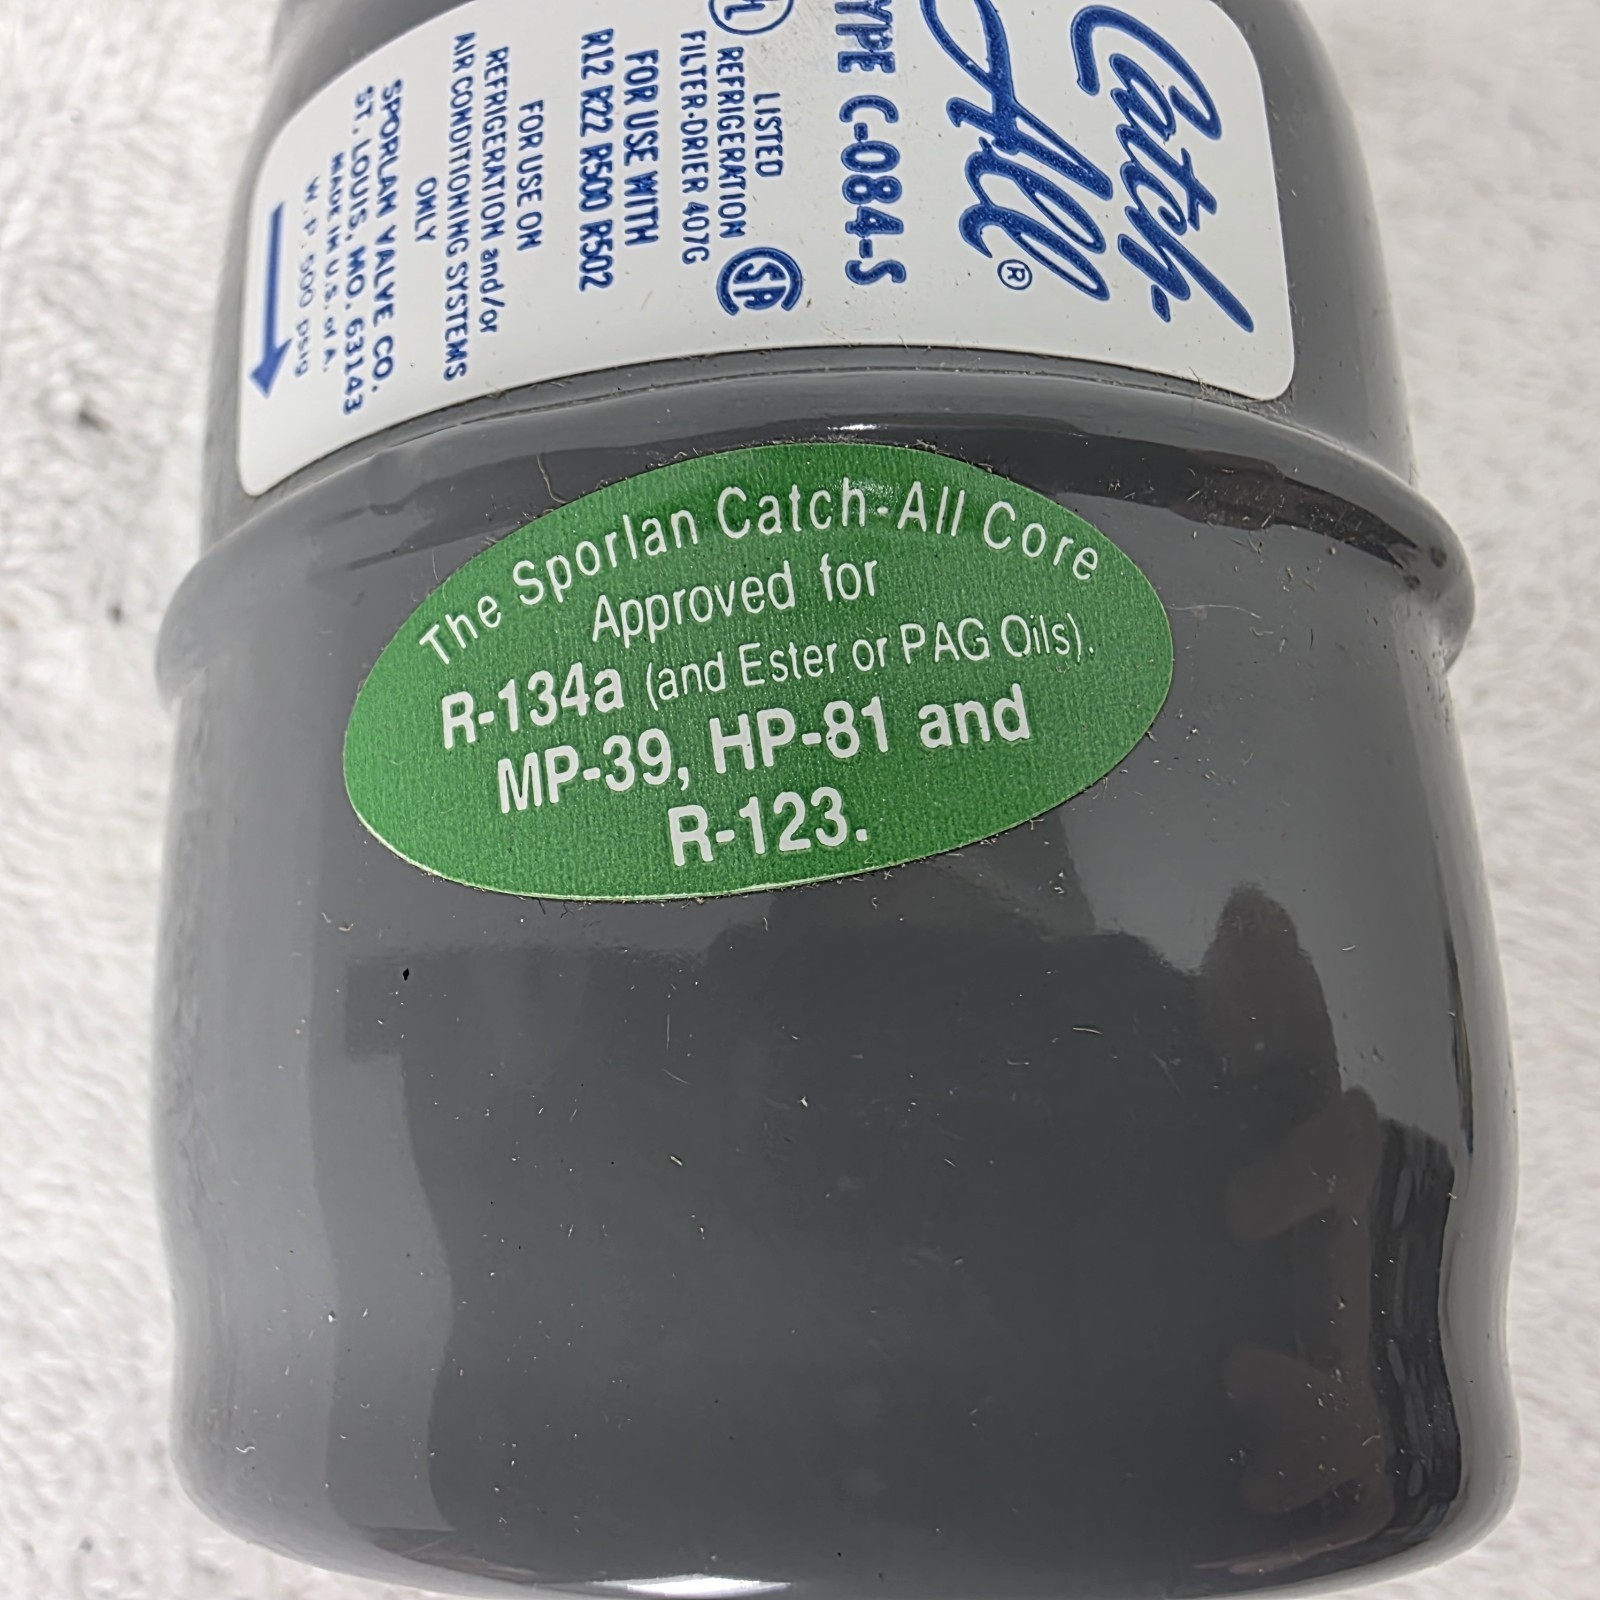 Catch-
All®
TYPE C-084-S
UL
LISTED
REFRIGERATION
FILTER-DRIER 407G
SA
FOR USE WITH
R12 R22 R500 R502
FOR USE ON
REFRIGERATION and/or
AIR CONDITIONING SYSTEMS
ONLY
SPORLAN VALVE CO.
ST. LOUIS, MO. 63143
MADE IN U.S. of A.
W.P. 500 psig
The Sporlan Catch-All Core
Approved for
R-134a (and Ester or PAG Oils).
MP-39, HP-81 and
R-123.